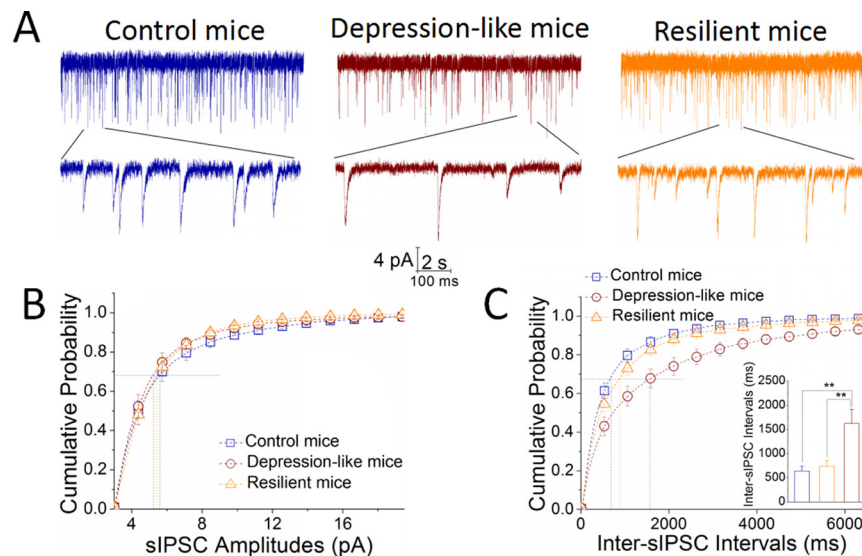 A
Control mice
Depression-like mice
Resilient mice
4 pA
2 s
100 ms
B
Cumulative Probability
1.0
0.8
0.6
0.4
0.2
0.0
Control mice
Depression-like mice
Resilient mice
4
8
12
16
sIPSC Amplitudes (pA)
C
Control mice
Depression-like mice
Resilient mice
Cumulative Probability
1.0
0.8
0.6
0.4
0.2
0.0
Inter-sIPSC Intervals (ms)
2500
2000
1500
1000
500
0
**
**
0
2000
4000
6000
Inter-sIPSC Intervals (ms)